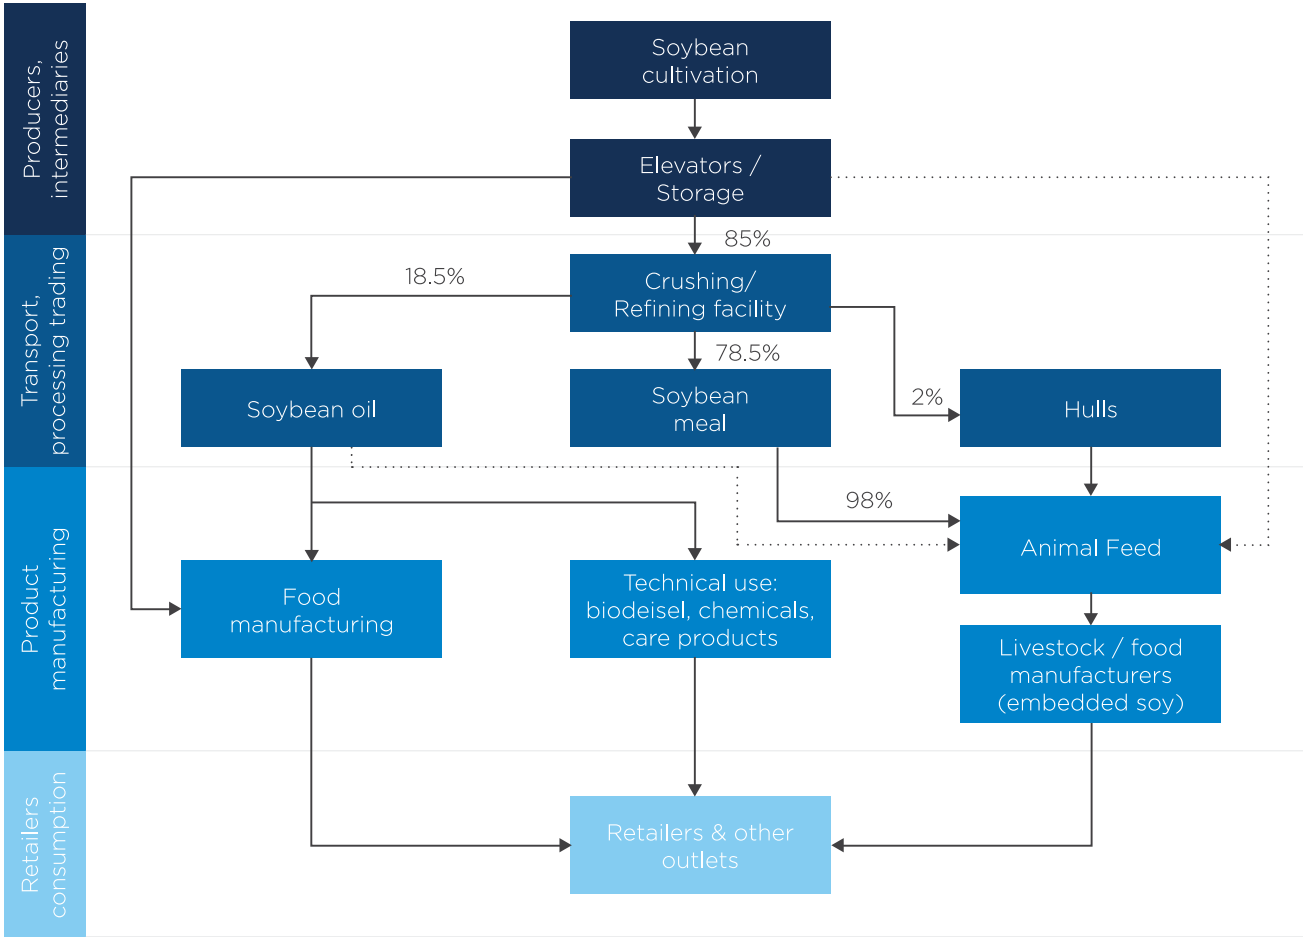 Producers,
intermediaries
Soybean
cultivation
Elevators /
Storage
85%
Transport,
processing trading
18.5%
Crushing/
Refining facility
78.5%
2%
Soybean oil
Soybean
meal
Hulls
Product
manufacturing
98%
Animal Feed
Food
manufacturing
Technical use:
biodeisel, chemicals,
care products
Livestock / food
manufacturers
(embedded soy)
Retailers
consumption
Retailers & other
outlets